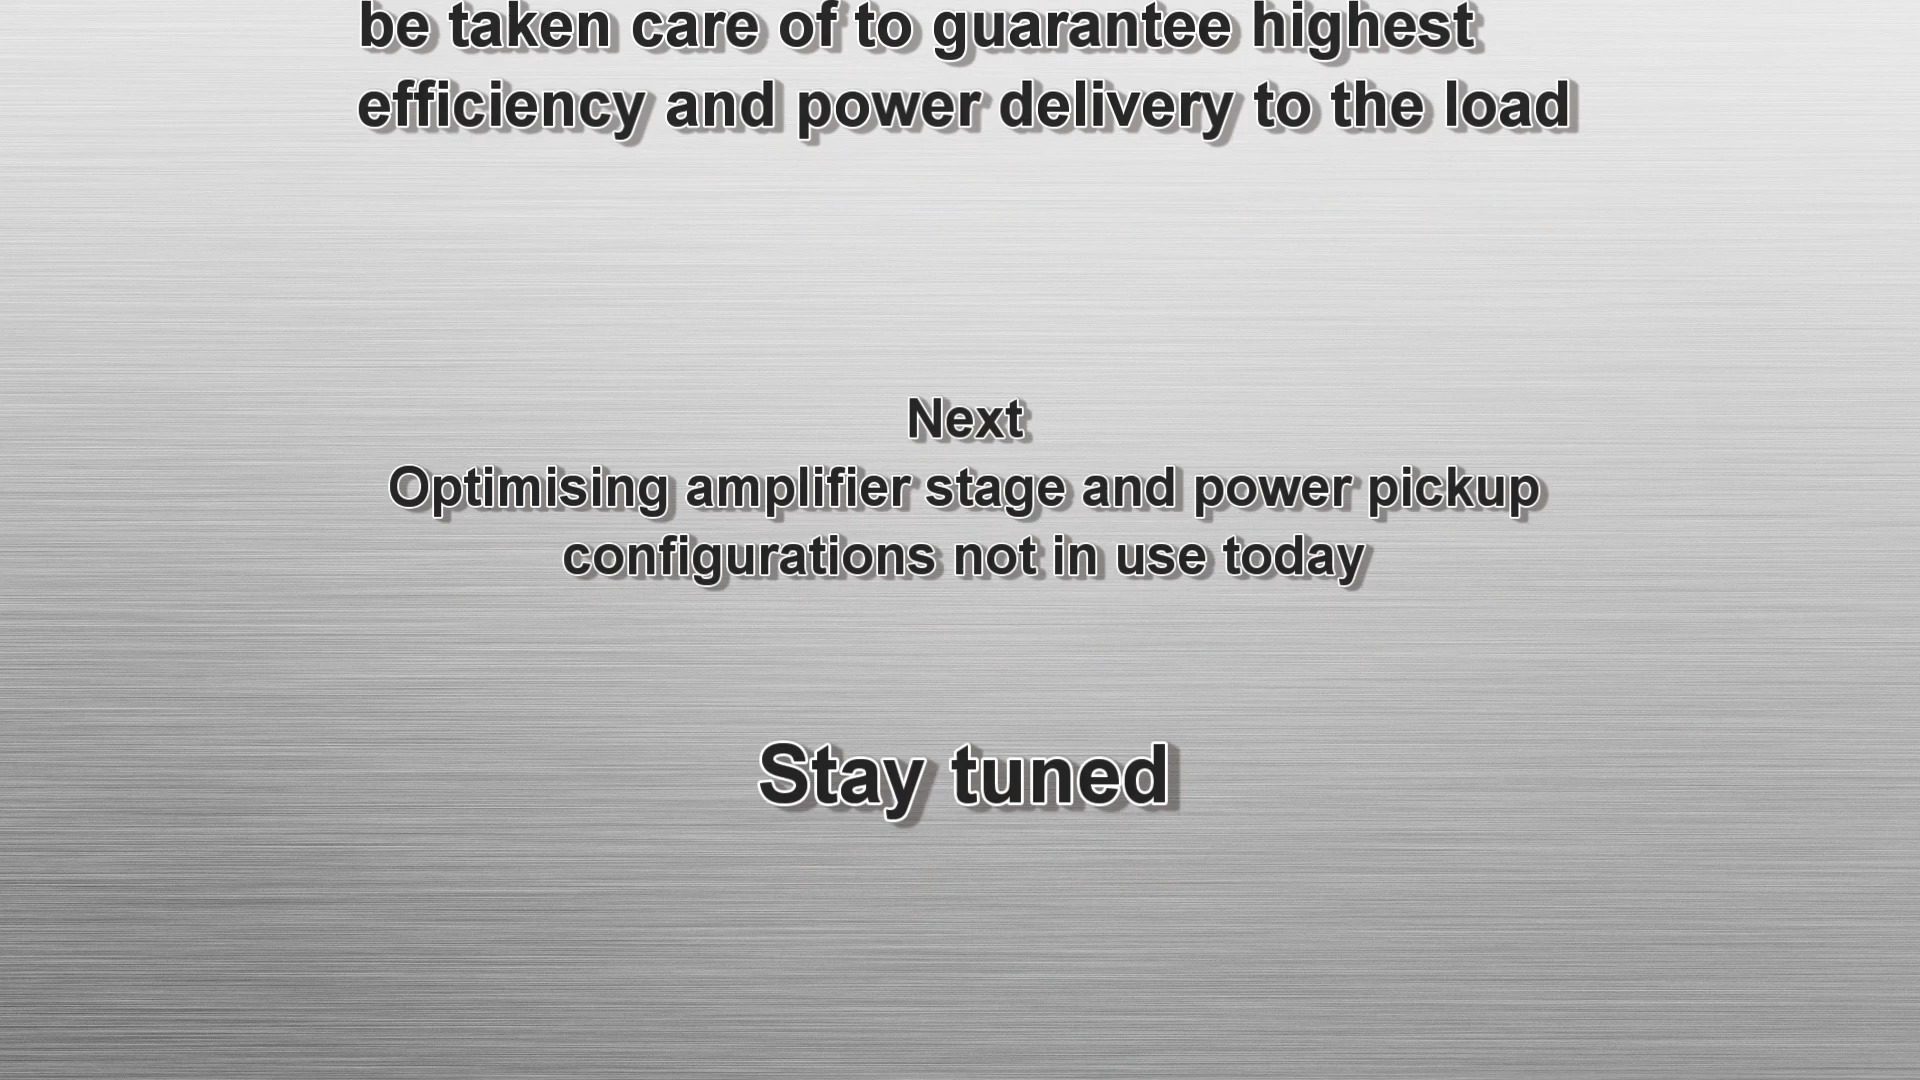 be taken care of to guarantee highest
efficiency and power delivery to the load
Next
Optimising amplifier stage and power pickup
configurations not in use today
Stay tuned